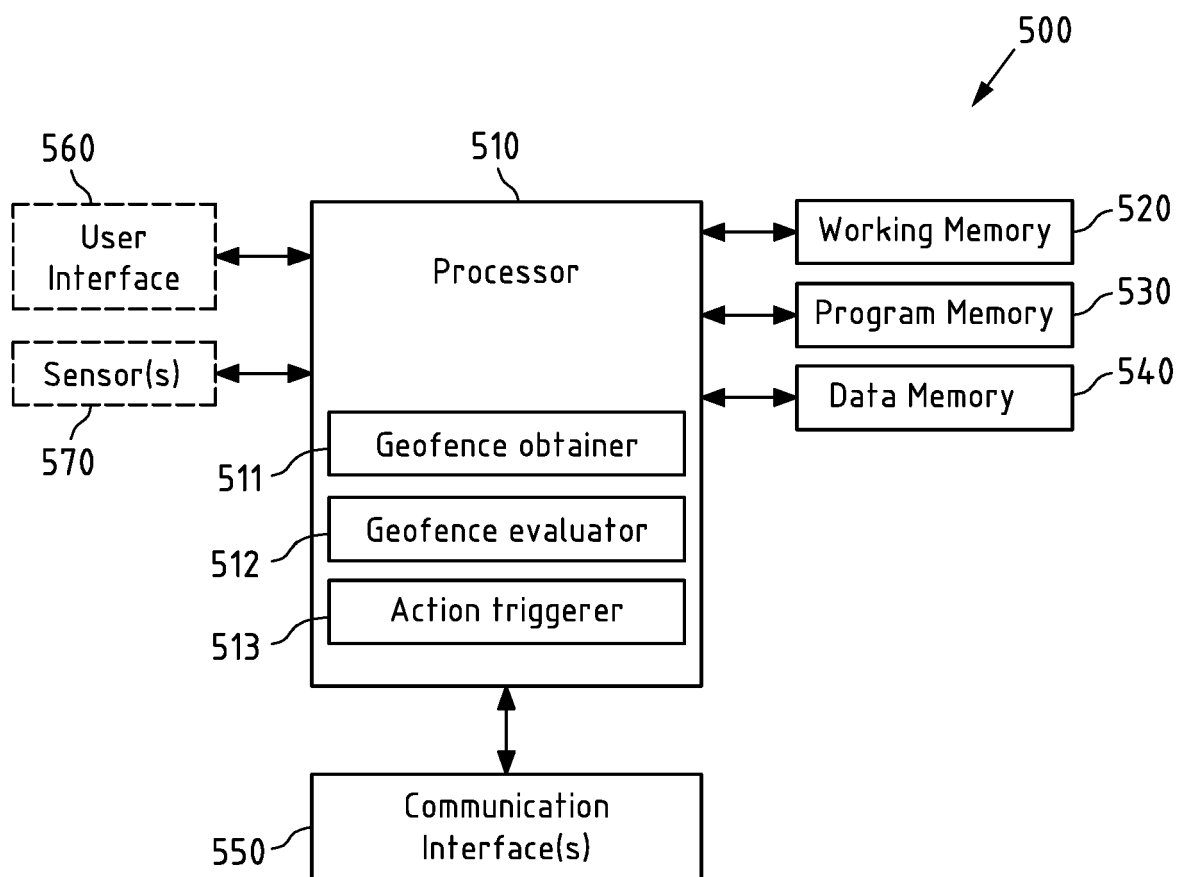 500
560
510
User
Interface
Processor
Working Memory
520
Program Memory
530
Sensor(s)
570
Data Memory
540
Geofence obtainer
511
Geofence evaluator
512
Action triggerer
513
Communication
Interface(s)
550